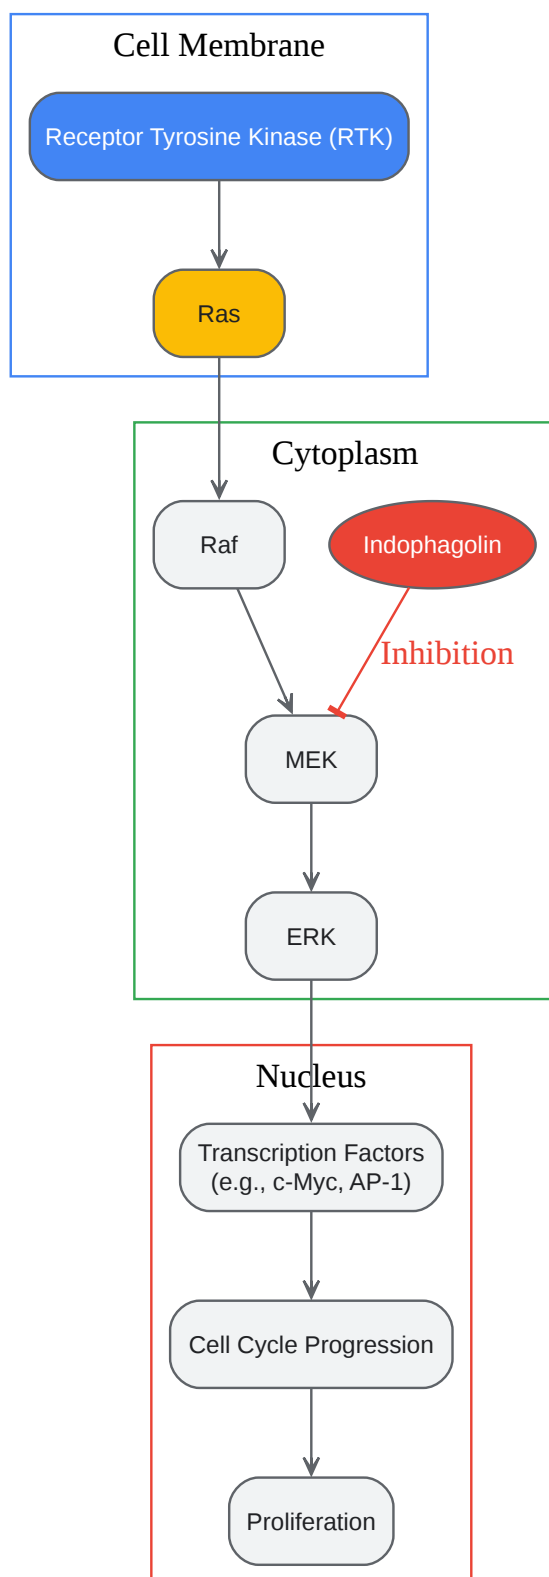 Cell Membrane
Receptor Tyrosine Kinase (RTK)
Ras
Cytoplasm
Raf
Indophagolin
Inhibition
MEK
ERK
Nucleus
Transcription Factors
(e.g., c-Myc, AP-1)
Cell Cycle Progression
Proliferation